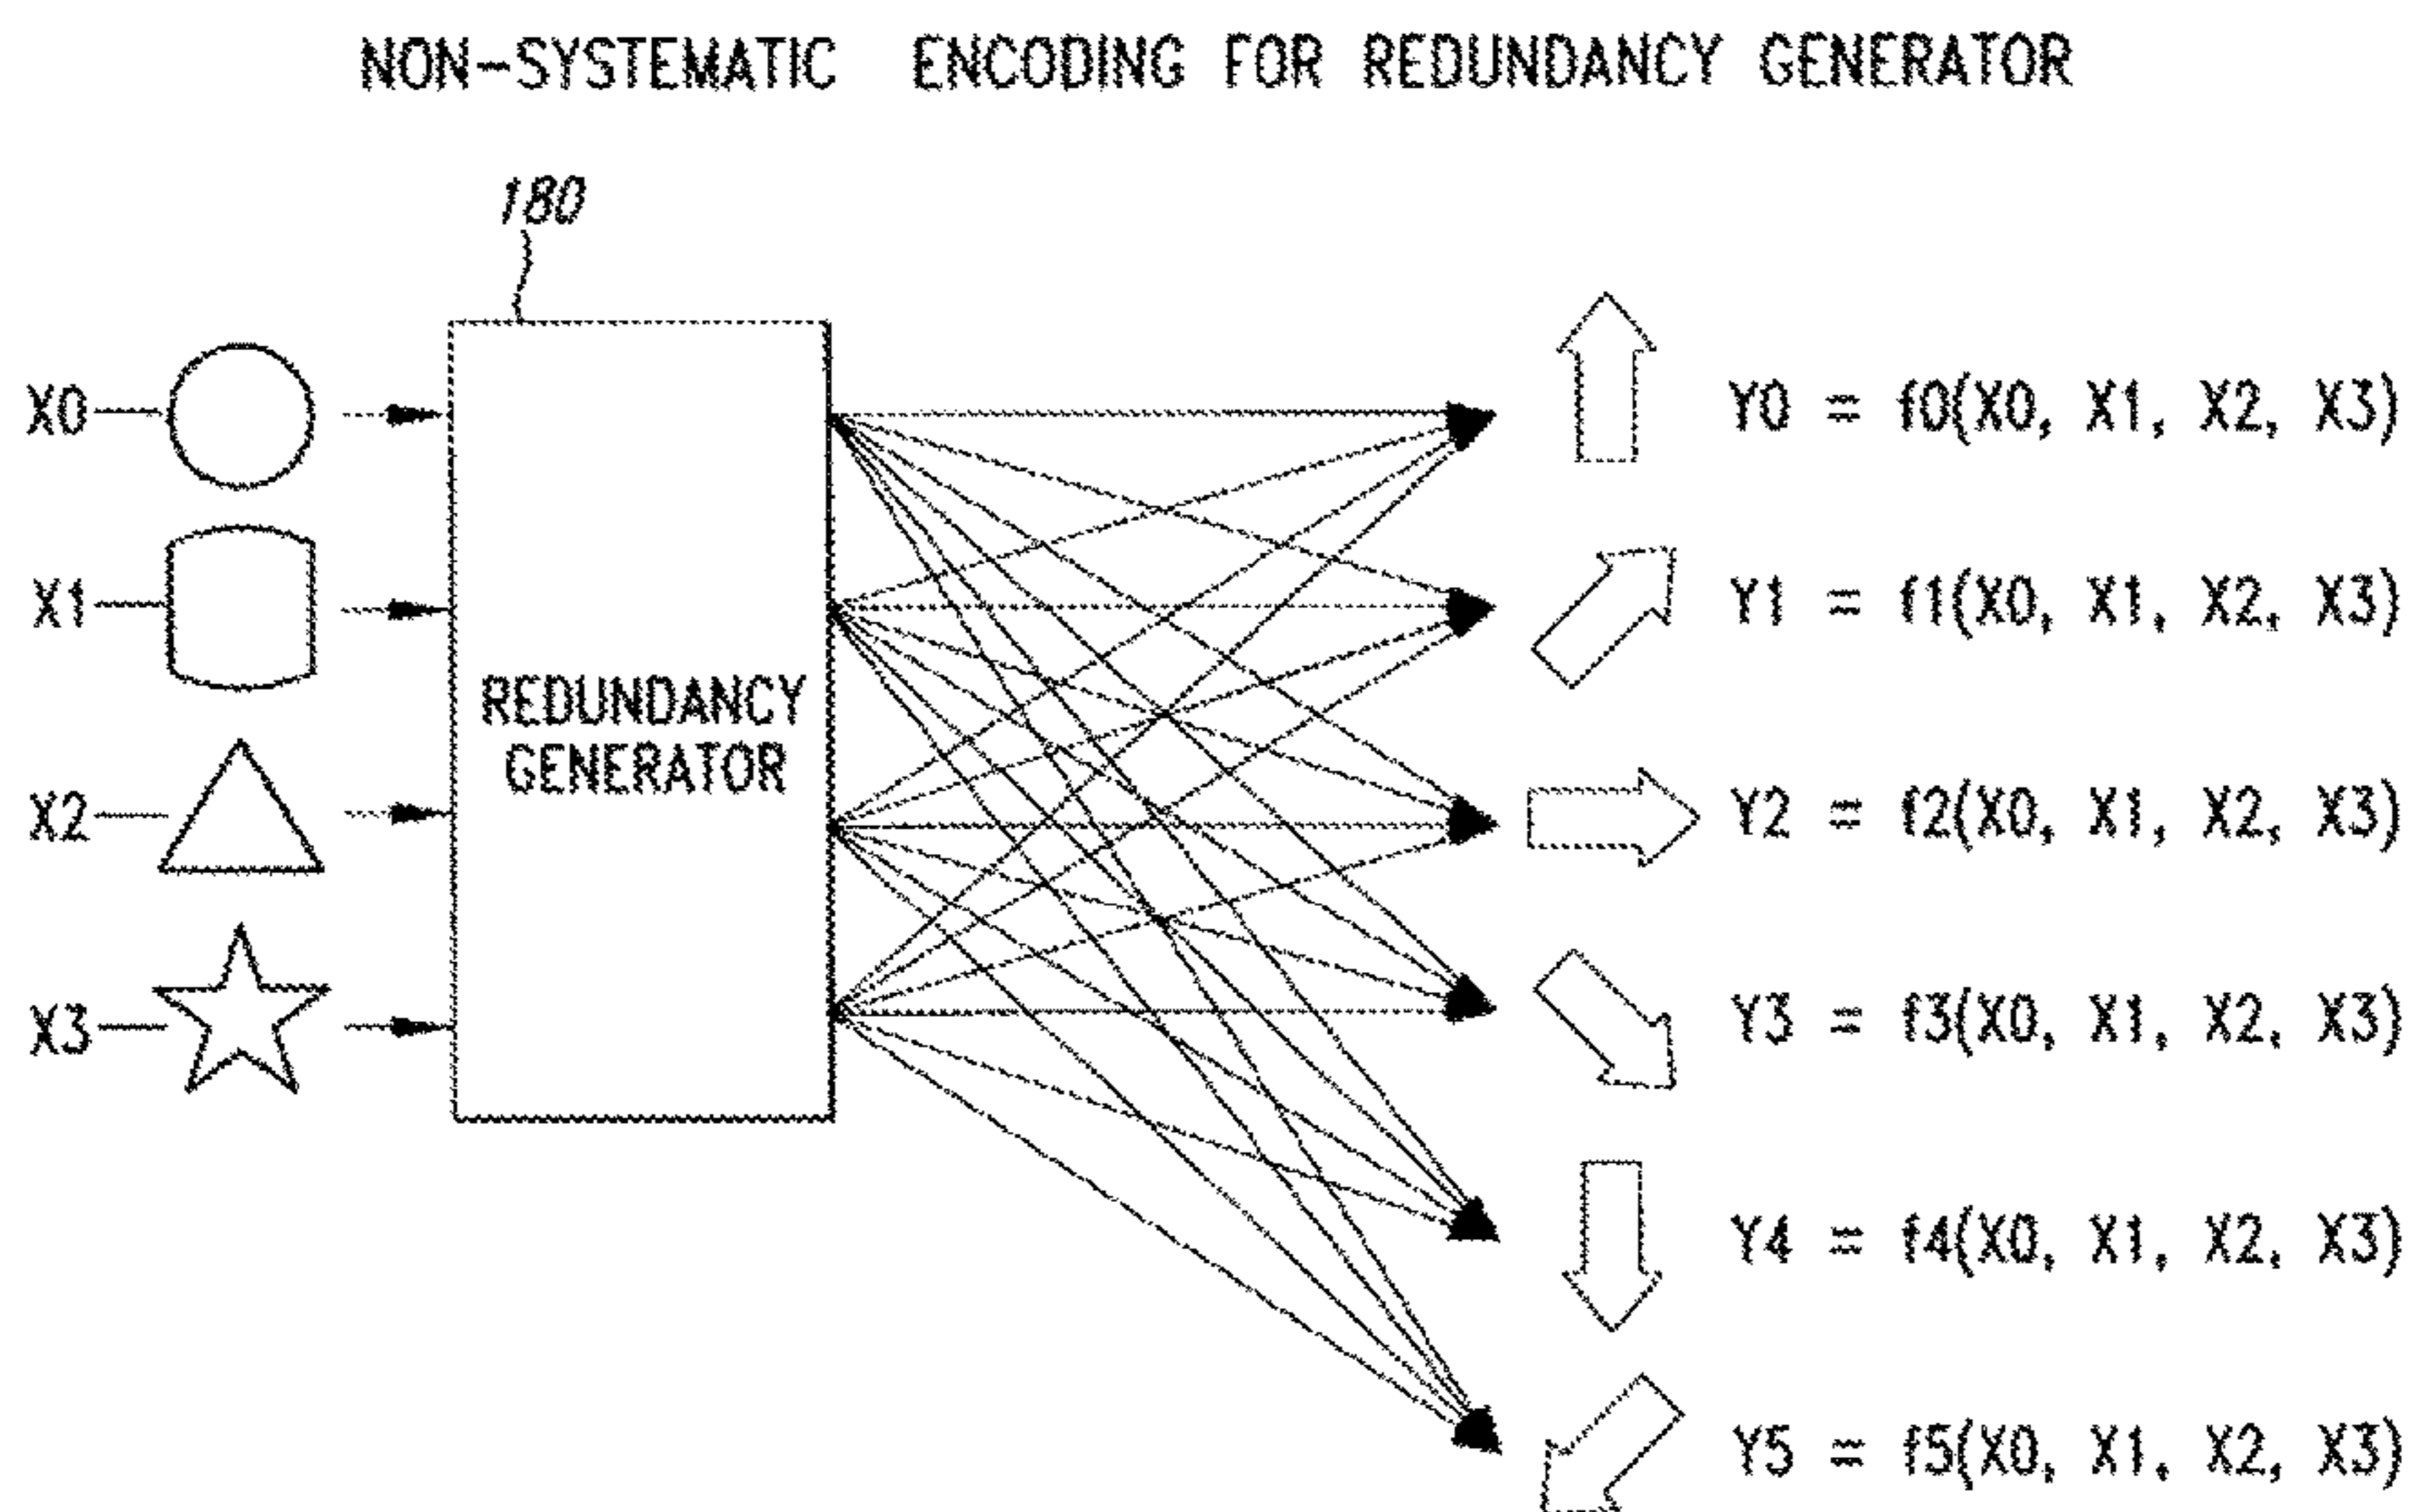 NON-SYSTEMATIC ENCODING FOR REDUNDANCY GENERATOR
180
X0
X1
X2
X3
REDUNDANCY
GENERATOR
Y0 = f0(X0, X1, X2, X3)
Y1 = f1(X0, X1, X2, X3)
Y2 = f2(X0, X1, X2, X3)
Y3 = f3(X0, X1, X2, X3)
Y4 = f4(X0, X1, X2, X3)
Y5 = f5(X0, X1, X2, X3)